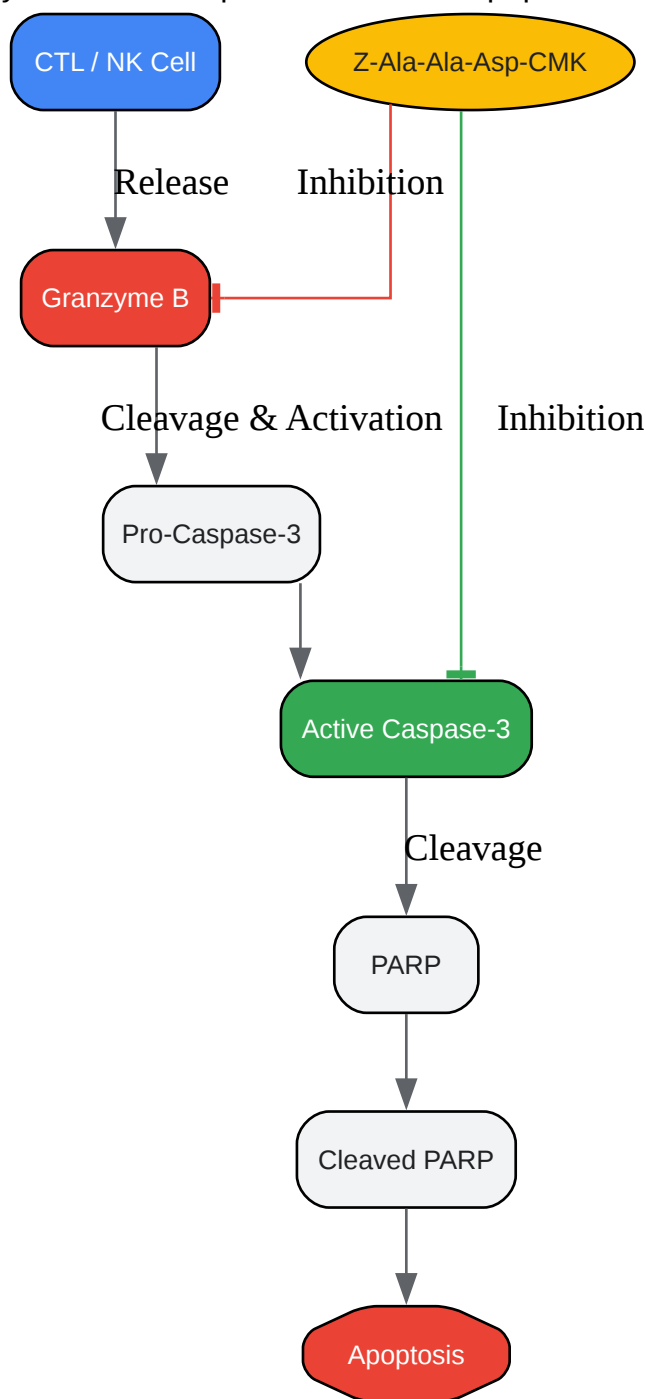 CTL / NK Cell
Z-Ala-Ala-Asp-CMK
Release
Inhibition
Granzyme B
Cleavage & Activation
Inhibition
Pro-Caspase-3
Active Caspase-3
Cleavage
PARP
Cleaved PARP
Apoptosis